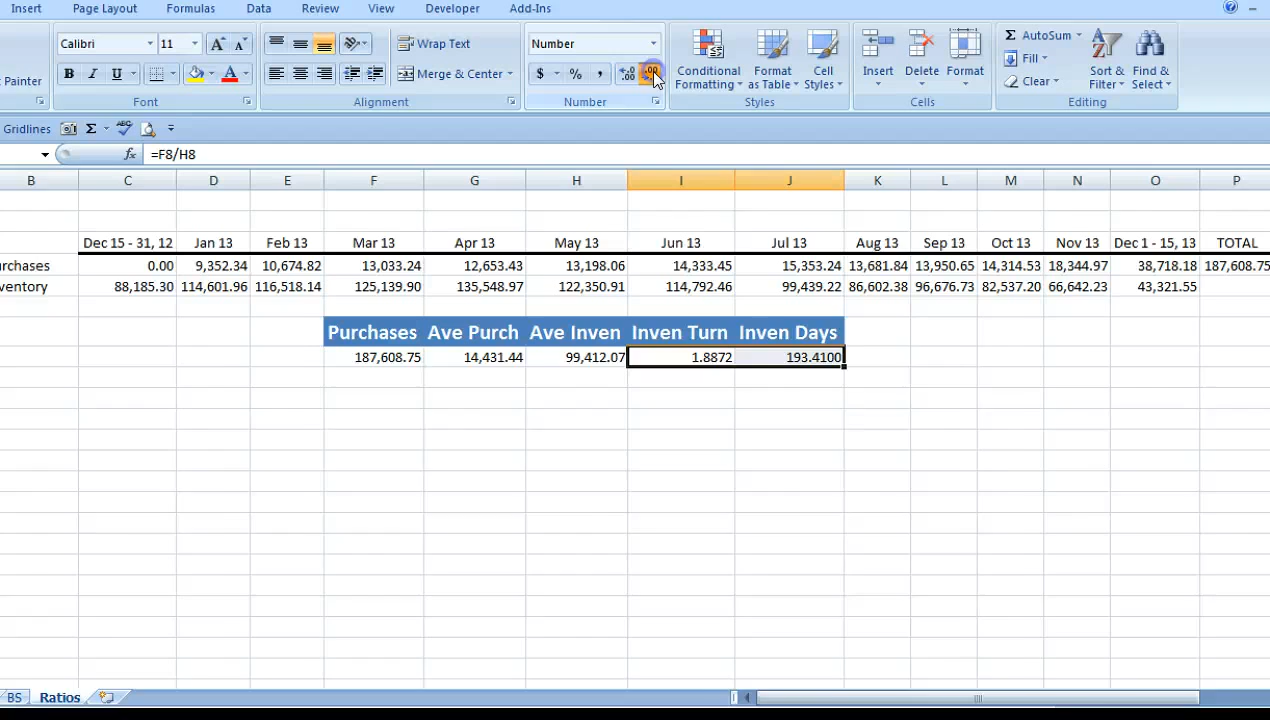 Insert Page Layout Formulas Data Review View Developer Add-Ins
Calibri 11 A A Wrap Text Number Conditional Formatting Format as Table Cell Styles Insert Delete Format Σ AutoSum Fill Clear Sort & Filter Find & Select
Painter B I U A Merge & Center $ % , .00 .00
Font Alignment Number Styles Cells Editing
Gridlines Σ ABC
fx =F8/H8
B C D E F G H I J K L M N O P
Dec 15 - 31, 12 Jan 13 Feb 13 Mar 13 Apr 13 May 13 Jun 13 Jul 13 Aug 13 Sep 13 Oct 13 Nov 13 Dec 1 - 15, 13 TOTAL
rchases 0.00 9,352.34 10,674.82 13,033.24 12,653.43 13,198.06 14,333.45 15,353.24 13,681.84 13,950.65 14,314.53 18,344.97 38,718.18 187,608.75
ventory 88,185.30 114,601.96 116,518.14 125,139.90 135,548.97 122,350.91 114,792.46 99,439.22 86,602.38 96,676.73 82,537.20 66,642.23 43,321.55
Purchases Ave Purch Ave Inven Inven Turn Inven Days
187,608.75 14,431.44 99,412.07 1.8872 193.4100
BS Ratios